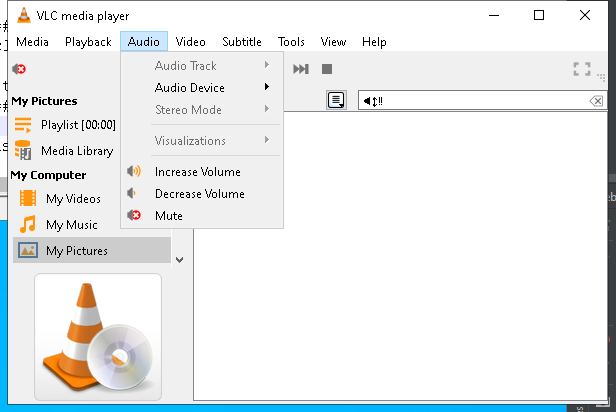 VLC media player
Media Playback Audio Video Subtitle Tools View Help
Audio Track
Audio Device
Stereo Mode
Visualizations
Increase Volume
Decrease Volume
Mute
◄↕‼
My Pictures
Playlist [00:00]
Media Library
My Computer
My Videos
My Music
My Pictures